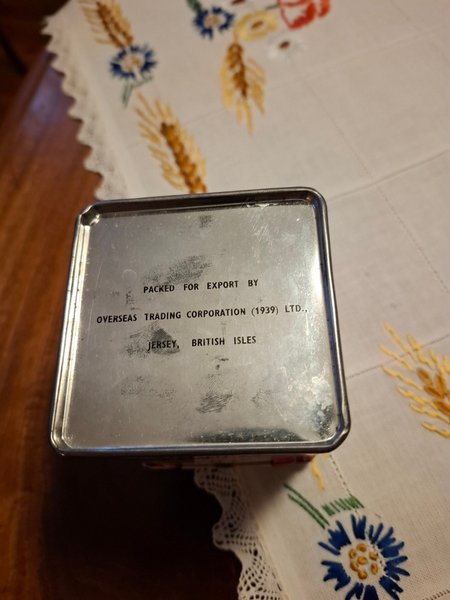 PACKED FOR EXPORT BY
OVERSEAS TRADING CORPORATION (1939) LTD.,
JERSEY, BRITISH ISLES